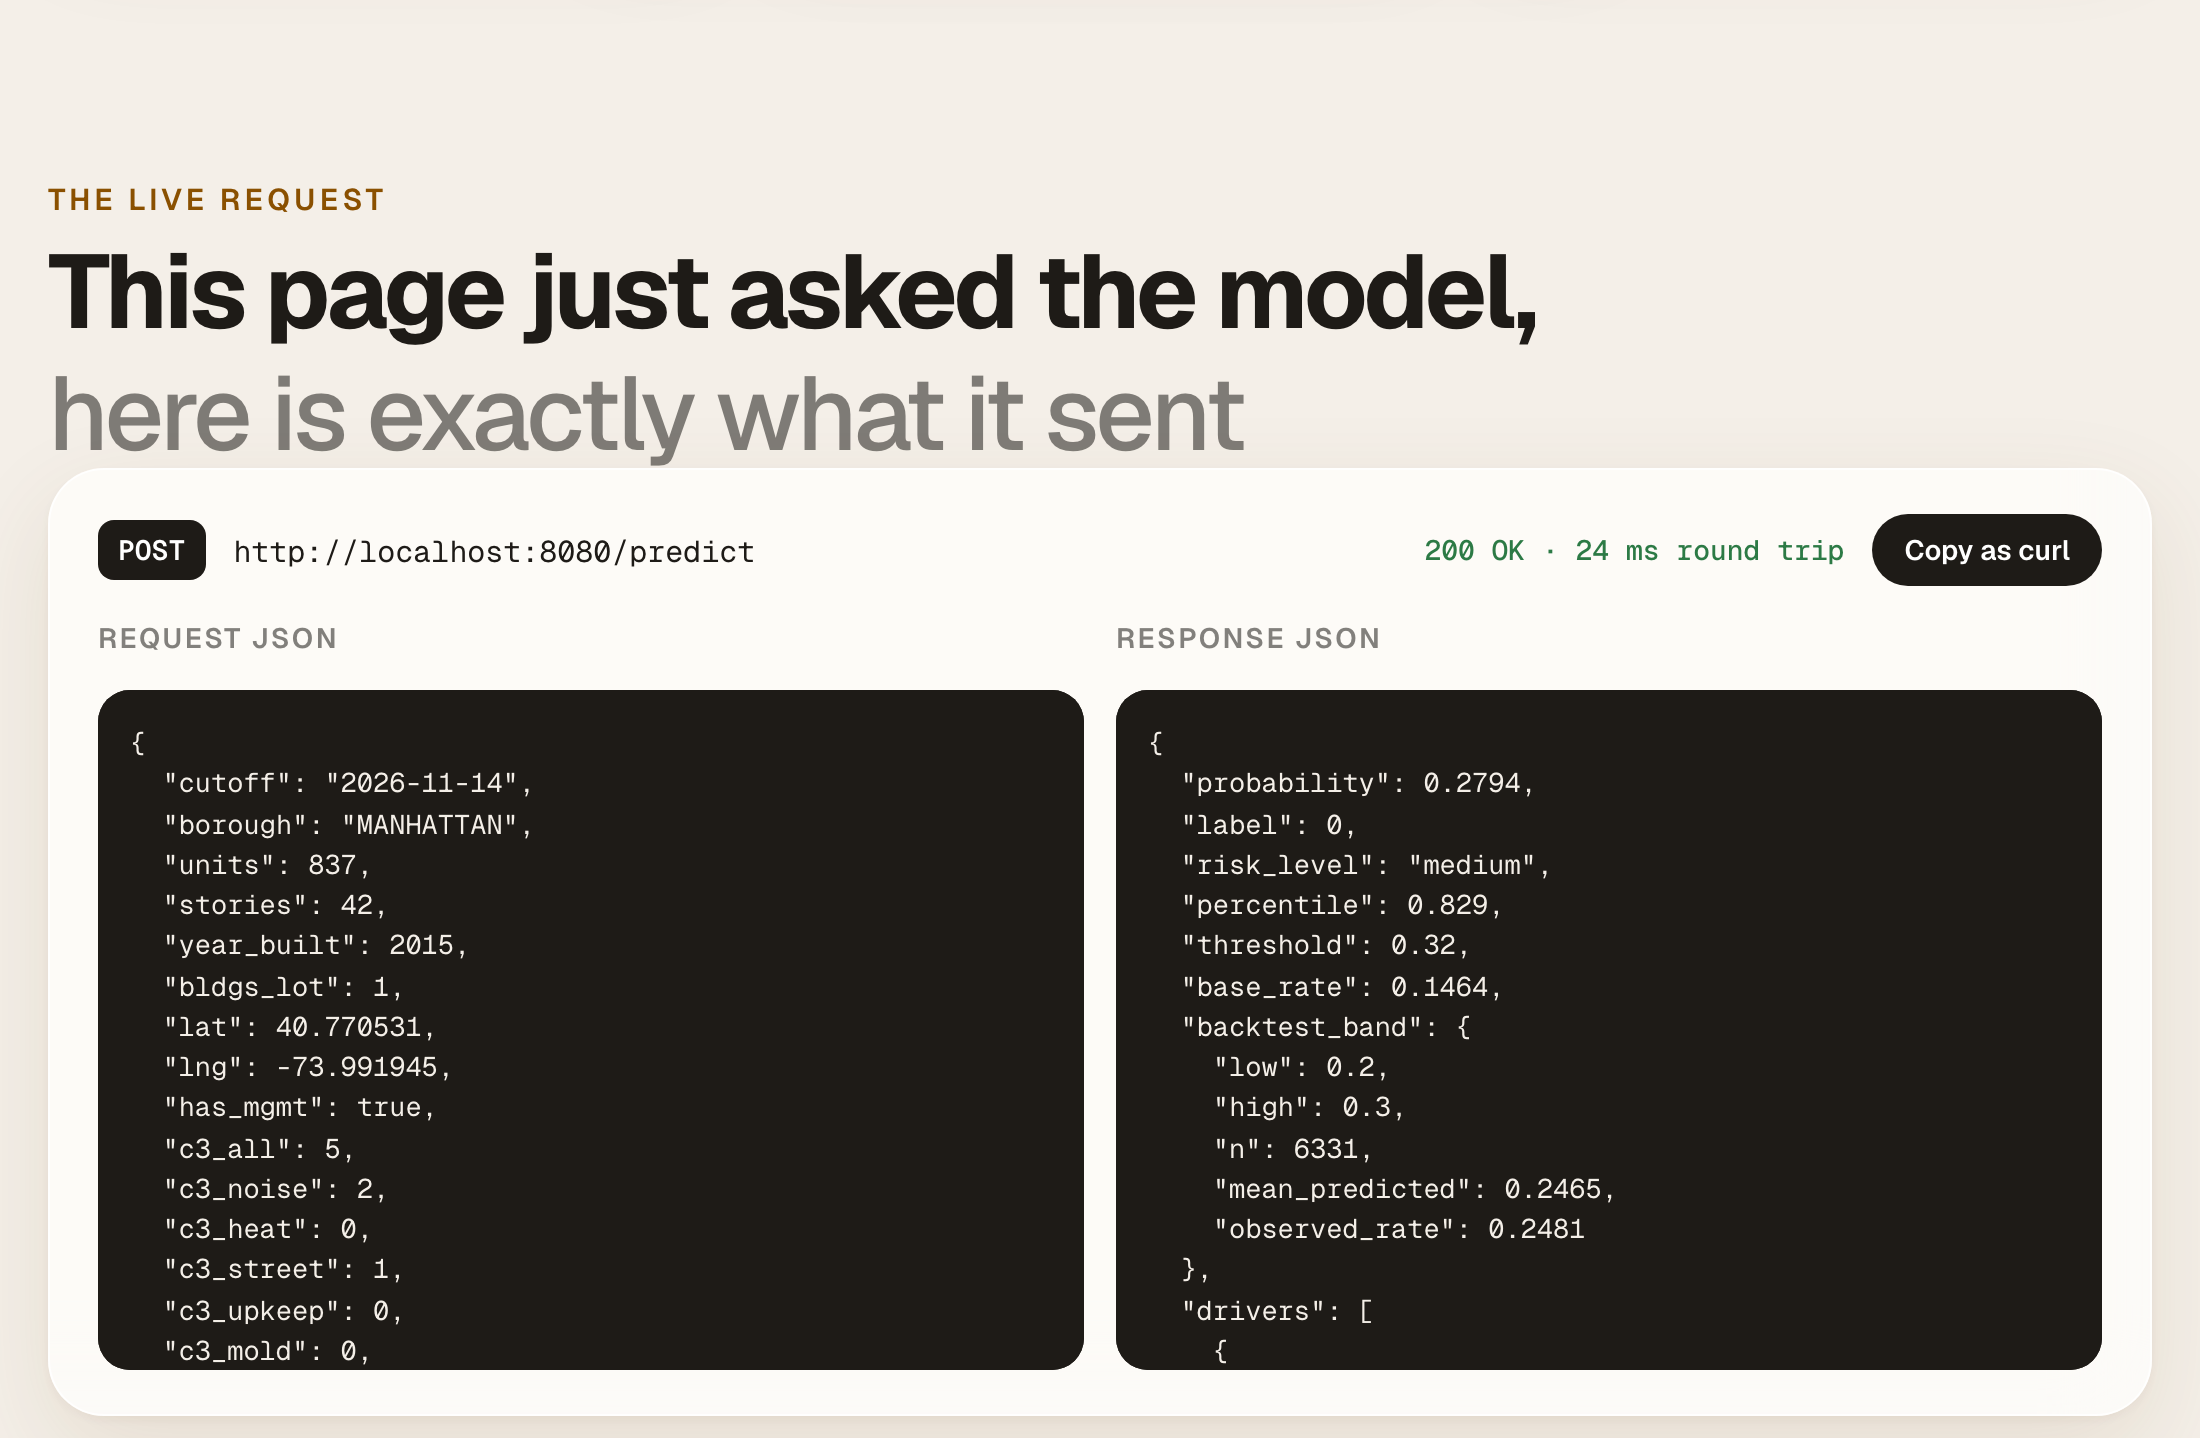 THE LIVE REQUEST
This page just asked the model,
here is exactly what it sent
POST http://localhost:8080/predict
200 OK · 24 ms round trip
Copy as curl
REQUEST JSON
{
  "cutoff": "2026-11-14",
  "borough": "MANHATTAN",
  "units": 837,
  "stories": 42,
  "year_built": 2015,
  "bldgs_lot": 1,
  "lat": 40.770531,
  "lng": -73.991945,
  "has_mgmt": true,
  "c3_all": 5,
  "c3_noise": 2,
  "c3_heat": 0,
  "c3_street": 1,
  "c3_upkeep": 0,
  "c3_mold": 0,
RESPONSE JSON
{
  "probability": 0.2794,
  "label": 0,
  "risk_level": "medium",
  "percentile": 0.829,
  "threshold": 0.32,
  "base_rate": 0.1464,
  "backtest_band": {
    "low": 0.2,
    "high": 0.3,
    "n": 6331,
    "mean_predicted": 0.2465,
    "observed_rate": 0.2481
  },
  "drivers": [
    {